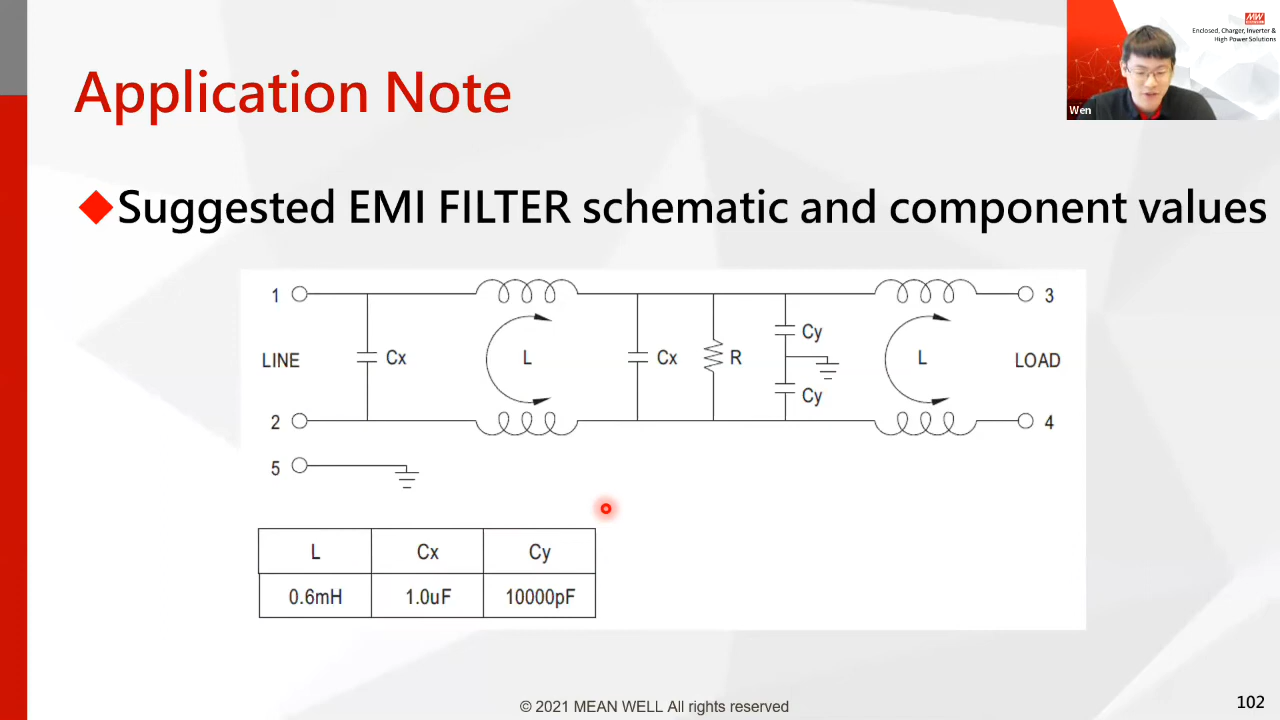 MW
Enclosed, Charger, Inverter &
High Power Solutions
Wen
Application Note
Suggested EMI FILTER schematic and component values
1
3
Cy
LINE
Cx
L
Cx
R
L
LOAD
Cy
2
4
5
L Cx Cy
0.6mH 1.0uF 10000pF
© 2021 MEAN WELL All rights reserved
102